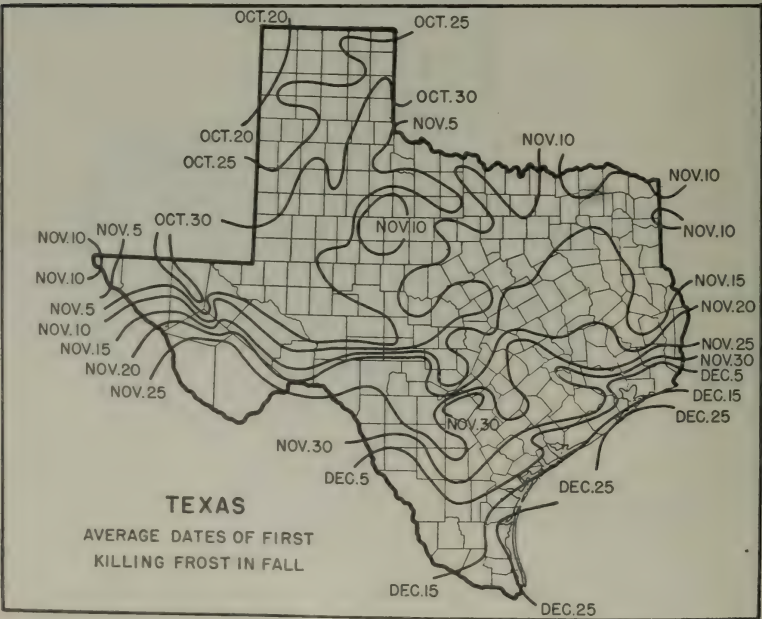 OCT.20
OCT.25
OCT.30
NOV.5
OCT.20
NOV.10
OCT.25
NOV.10
OCT.30
NOV.10
NOV.10
NOV.5
NOV.10
NOV.10
NOV.15
NOV.5
NOV.20
NOV.10
NOV.15
NOV.25
NOV.20
NOV.30
DEC.5
NOV.25
DEC.15
DEC.25
NOV.30
NOV.30
DEC.5
DEC.25
TEXAS
AVERAGE DATES OF FIRST
KILLING FROST IN FALL
DEC.15
DEC.25